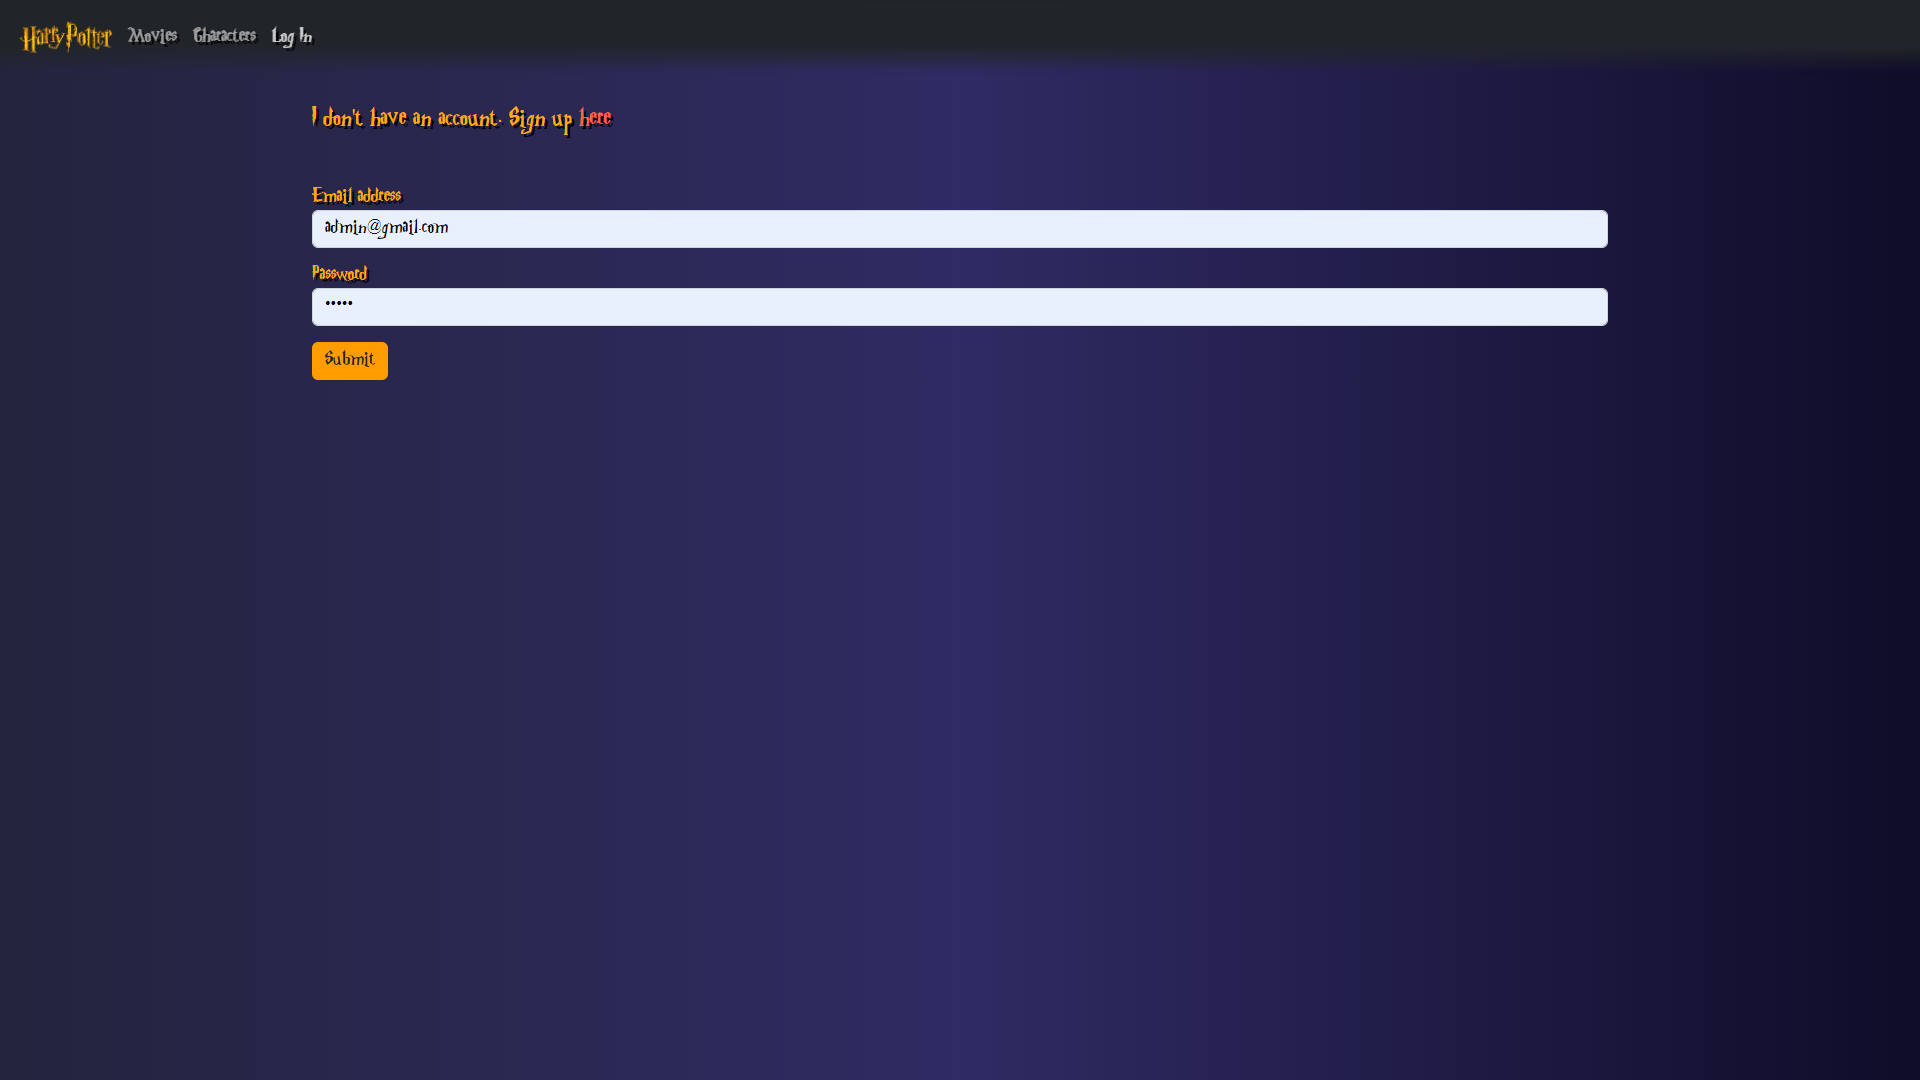 Harry Potter Movies Characters Log In
I don't have an account. Sign up here
Email address
admin@gmail.com
Password
•••••
Submit